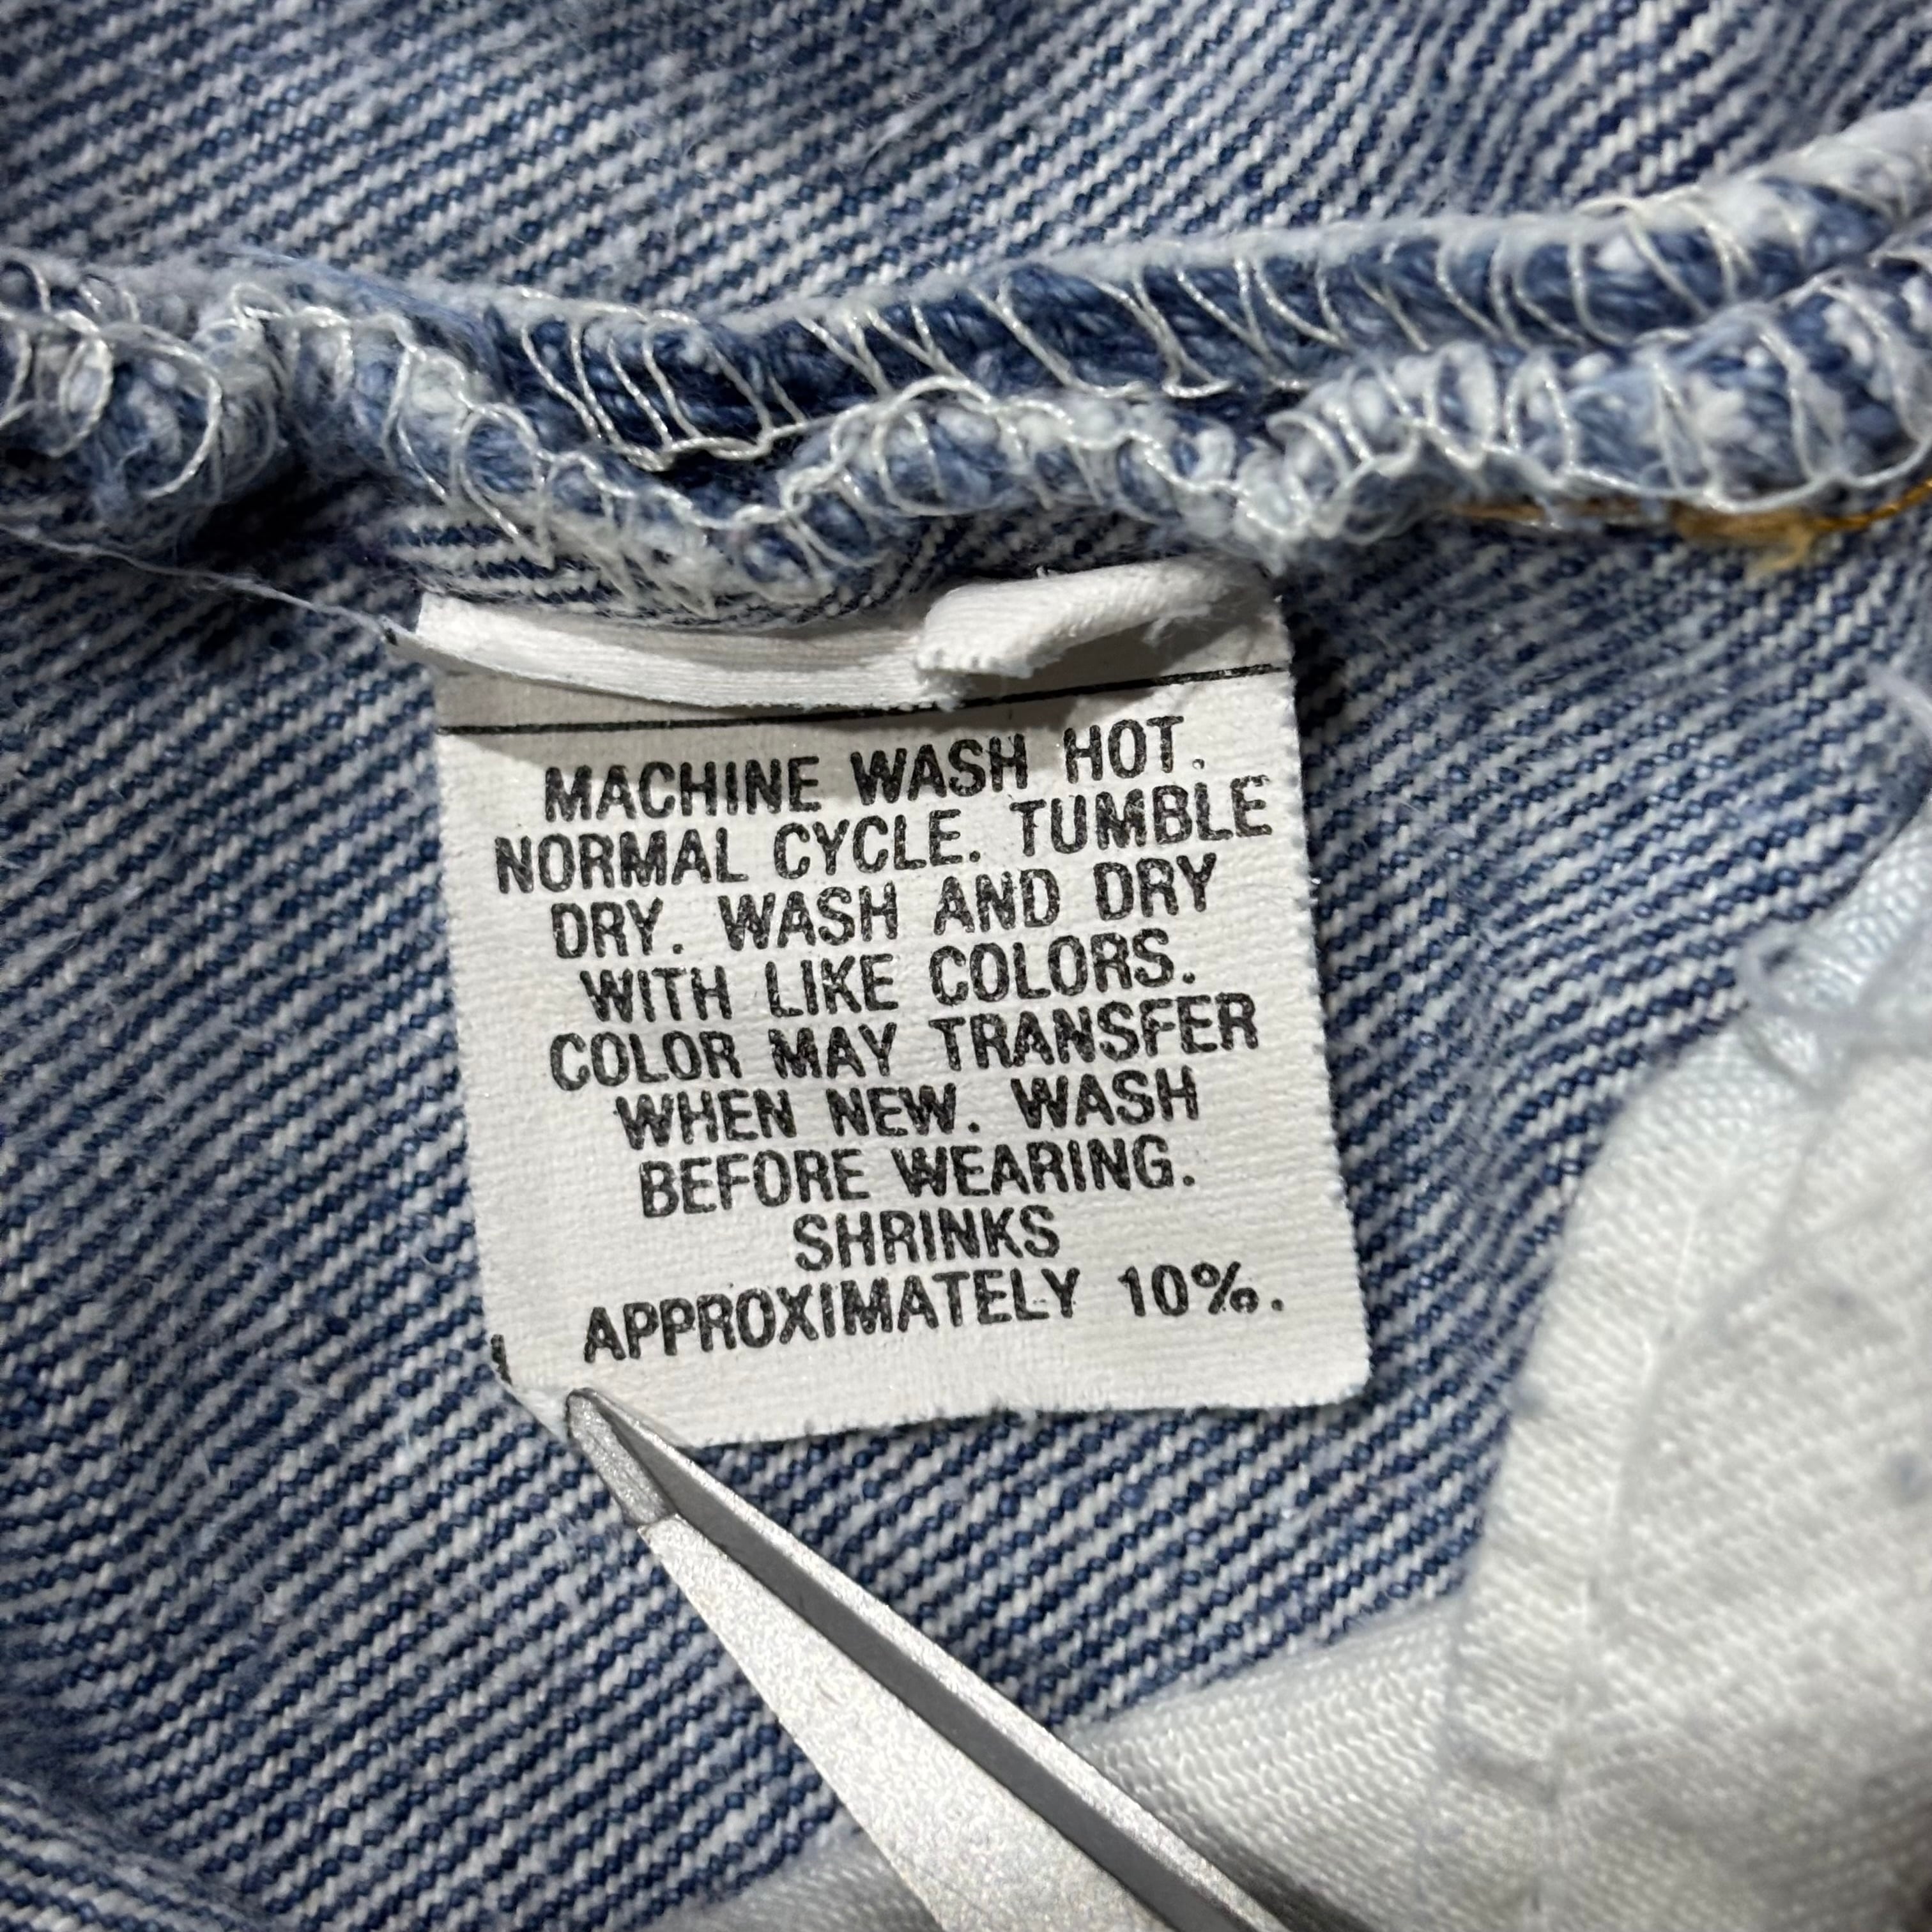 MACHINE WASH HOT.
NORMAL CYCLE. TUMBLE
DRY. WASH AND DRY
WITH LIKE COLORS.
COLOR MAY TRANSFER
WHEN NEW. WASH
BEFORE WEARING.
SHRINKS
APPROXIMATELY 10%.